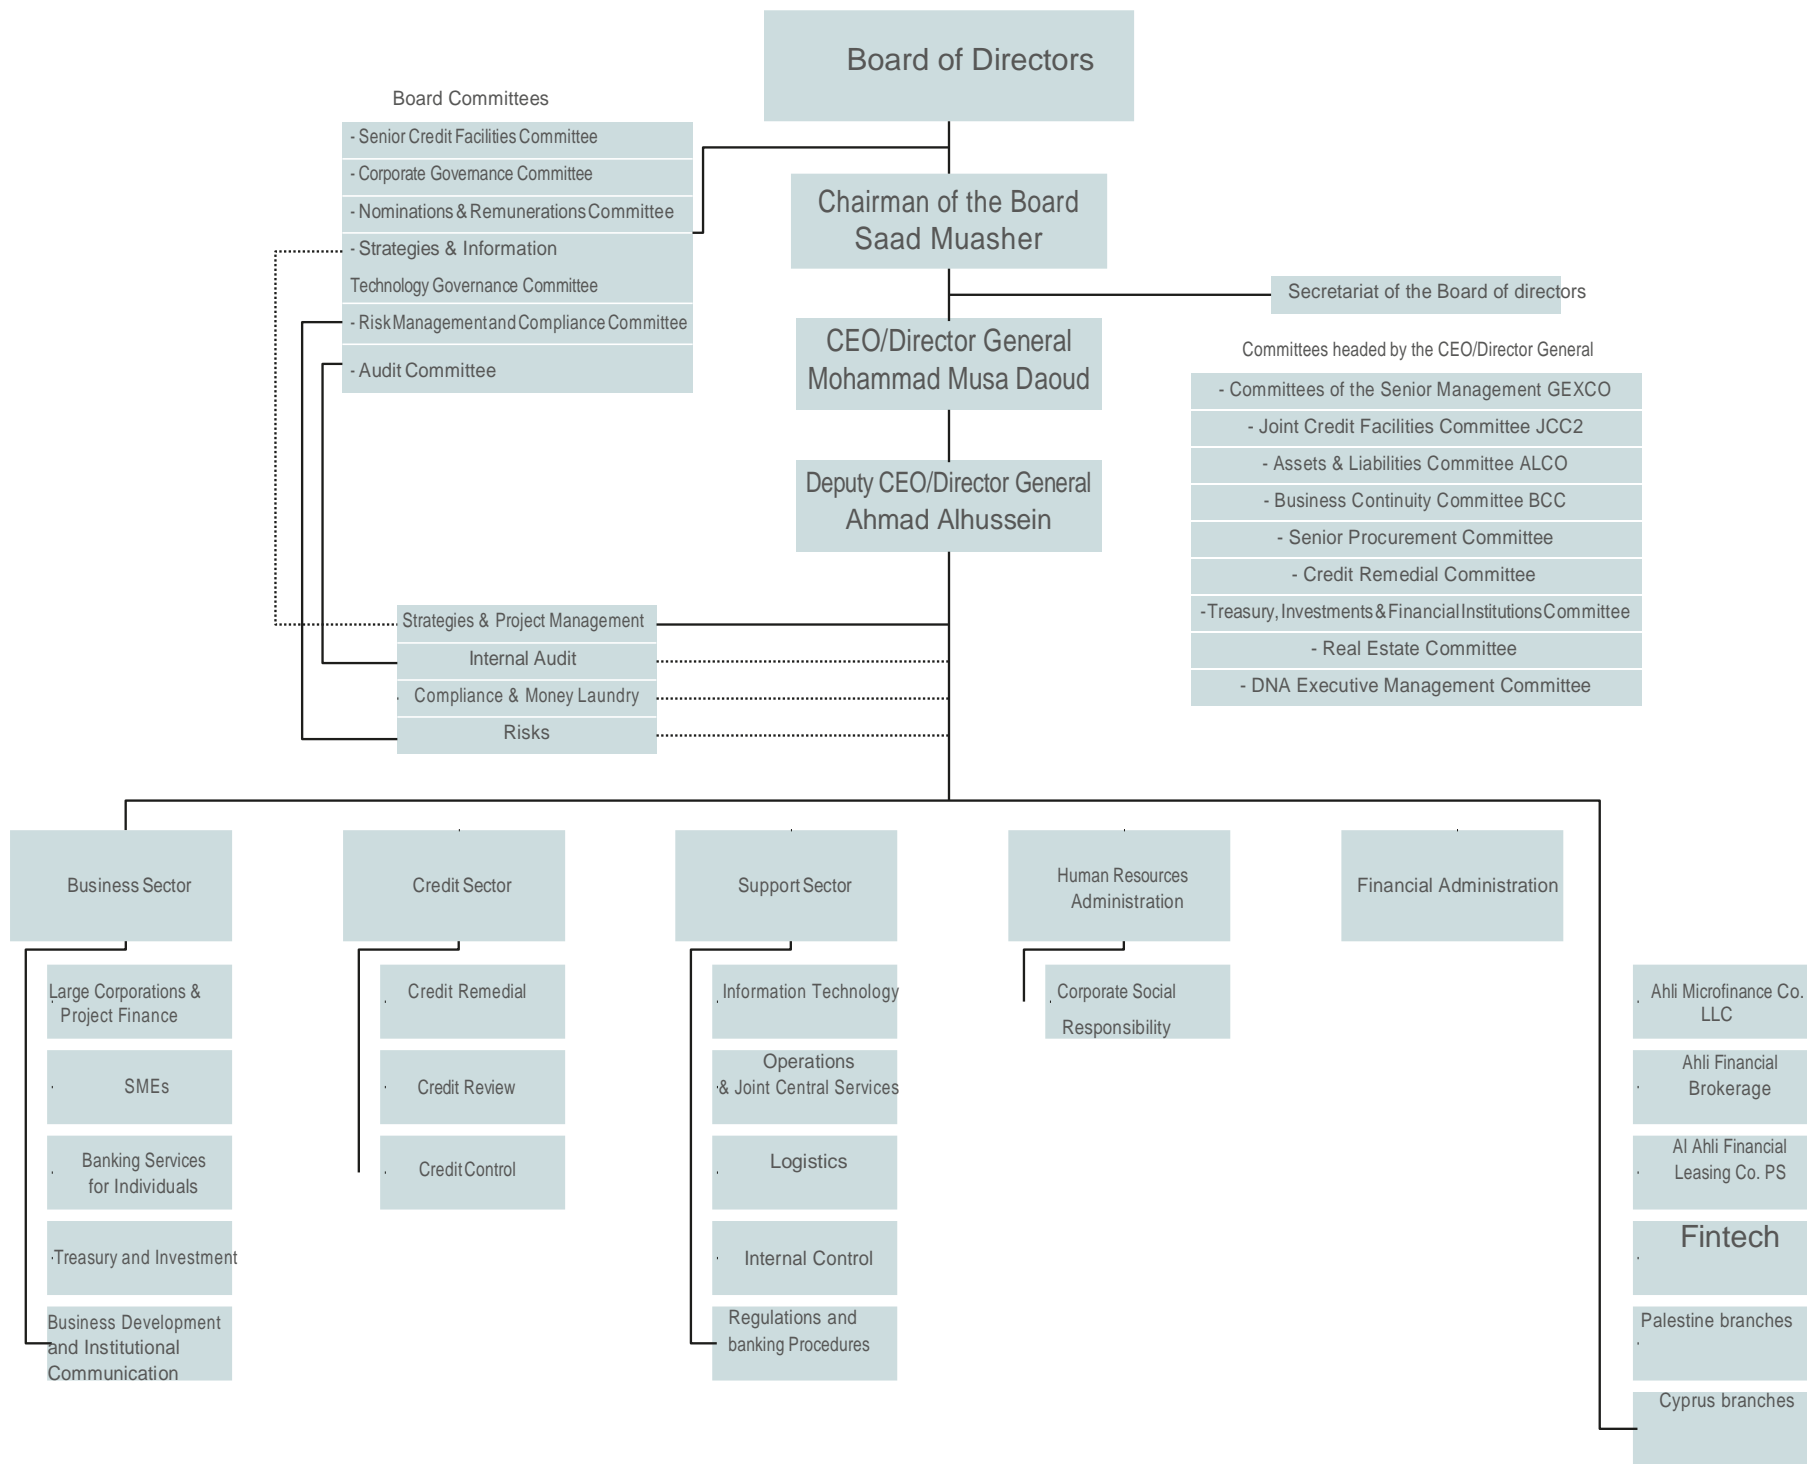 Board of Directors
Board Committees
- Senior Credit Facilities Committee
- Corporate Governance Committee
- Nominations & Remunerations Committee
- Strategies & Information
Technology Governance Committee
- Risk Management and Compliance Committee
- Audit Committee
Chairman of the Board
Saad Muasher
Secretariat of the Board of directors
CEO/Director General
Mohammad Musa Daoud
Committees headed by the CEO/Director General
- Committees of the Senior Management GEXCO
- Joint Credit Facilities Committee JCC2
- Assets & Liabilities Committee ALCO
- Business Continuity Committee BCC
- Senior Procurement Committee
- Credit Remedial Committee
- Treasury, Investments & Financial Institutions Committee
- Real Estate Committee
- DNA Executive Management Committee
Deputy CEO/Director General
Ahmad Alhussein
Strategies & Project Management
Internal Audit
Compliance & Money Laundry
Risks
Business Sector
Credit Sector
Support Sector
Human Resources
Administration
Financial Administration
Large Corporations &
Project Finance
SMEs
Banking Services
for Individuals
Treasury and Investment
Business Development
and Institutional
Communication
Credit Remedial
Credit Review
Credit Control
Information Technology
Operations
& Joint Central Services
Logistics
Internal Control
Regulations and
banking Procedures
Corporate Social
Responsibility
Ahli Microfinance Co.
LLC
Ahli Financial
Brokerage
Al Ahli Financial
Leasing Co. PS
Fintech
Palestine branches
Cyprus branches